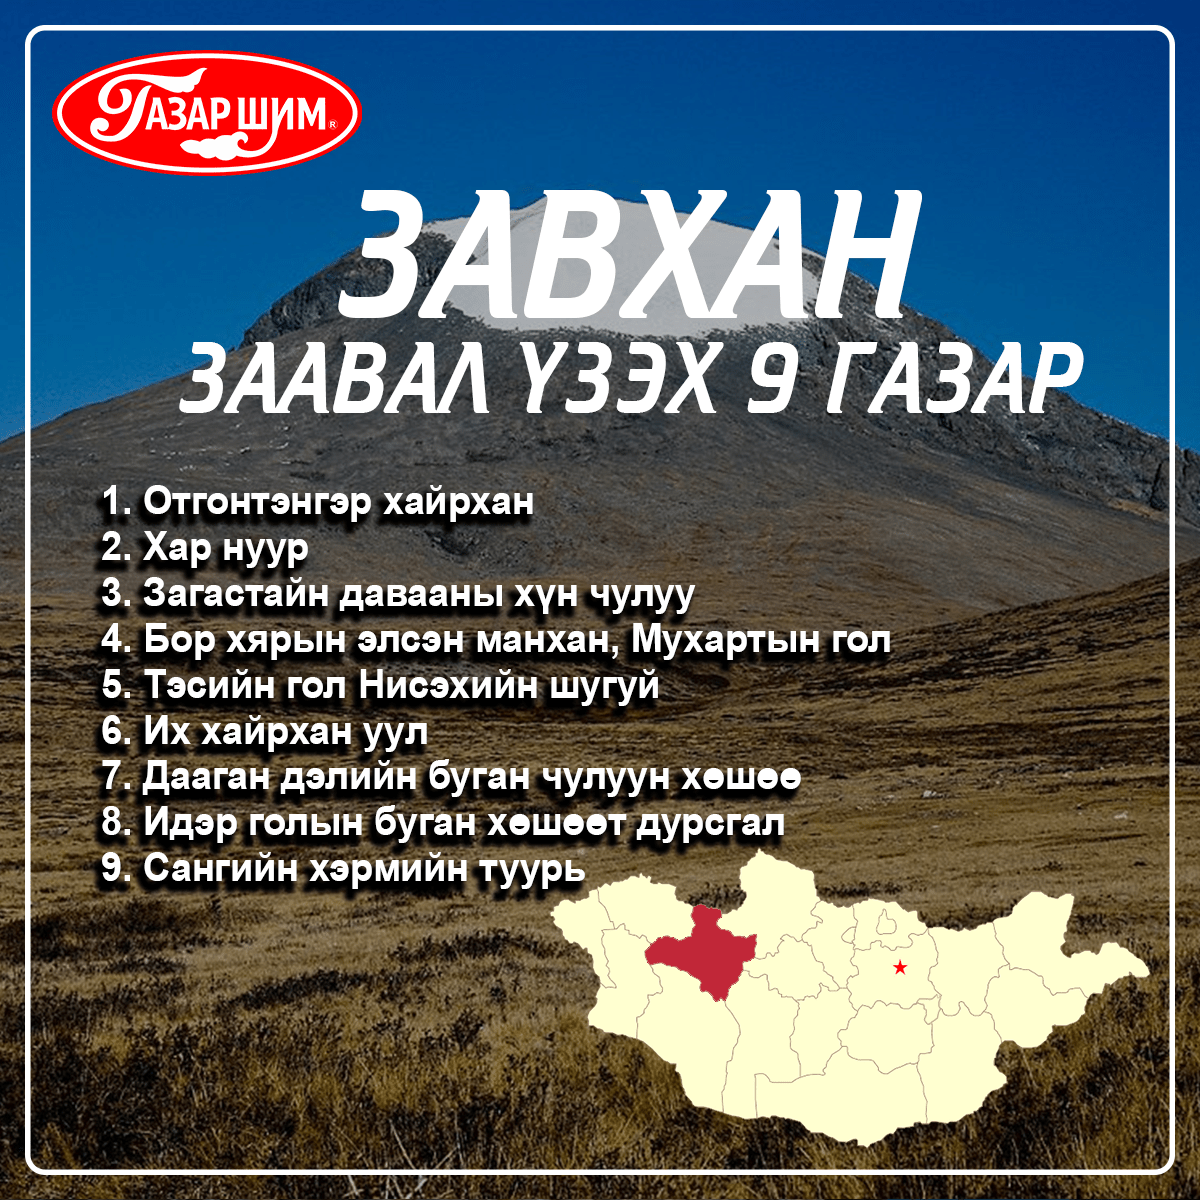 ГАЗАР ШИМ®
ЗАВХАН
ЗААВАЛ ҮЗЭХ 9 ГАЗАР
1. Отгонтэнгэр хайрхан
2. Хар нуур
3. Загастайн давааны хүн чулуу
4. Бор хярын элсэн манхан, Мухартын гол
5. Тэсийн гол Нисэхийн шугуй
6. Их хайрхан уул
7. Дааган дэлийн буган чулуун хөшөө
8. Идэр голын буган хөшөөт дурсгал
9. Сангийн хэрмийн туурь